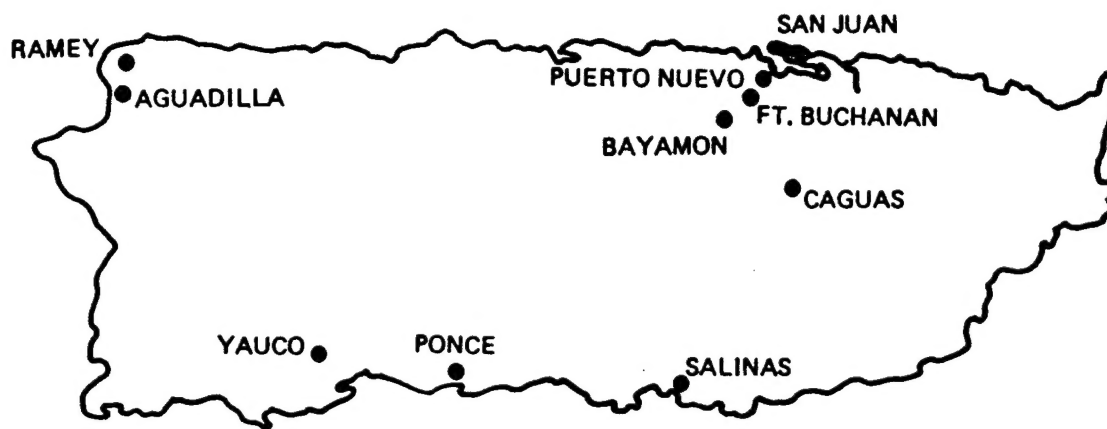 SAN JUAN
RAMEY
PUERTO NUEVO
AGUADILLA
FT. BUCHANAN
BAYAMON
CAGUAS
YAUCO
PONCE
SALINAS